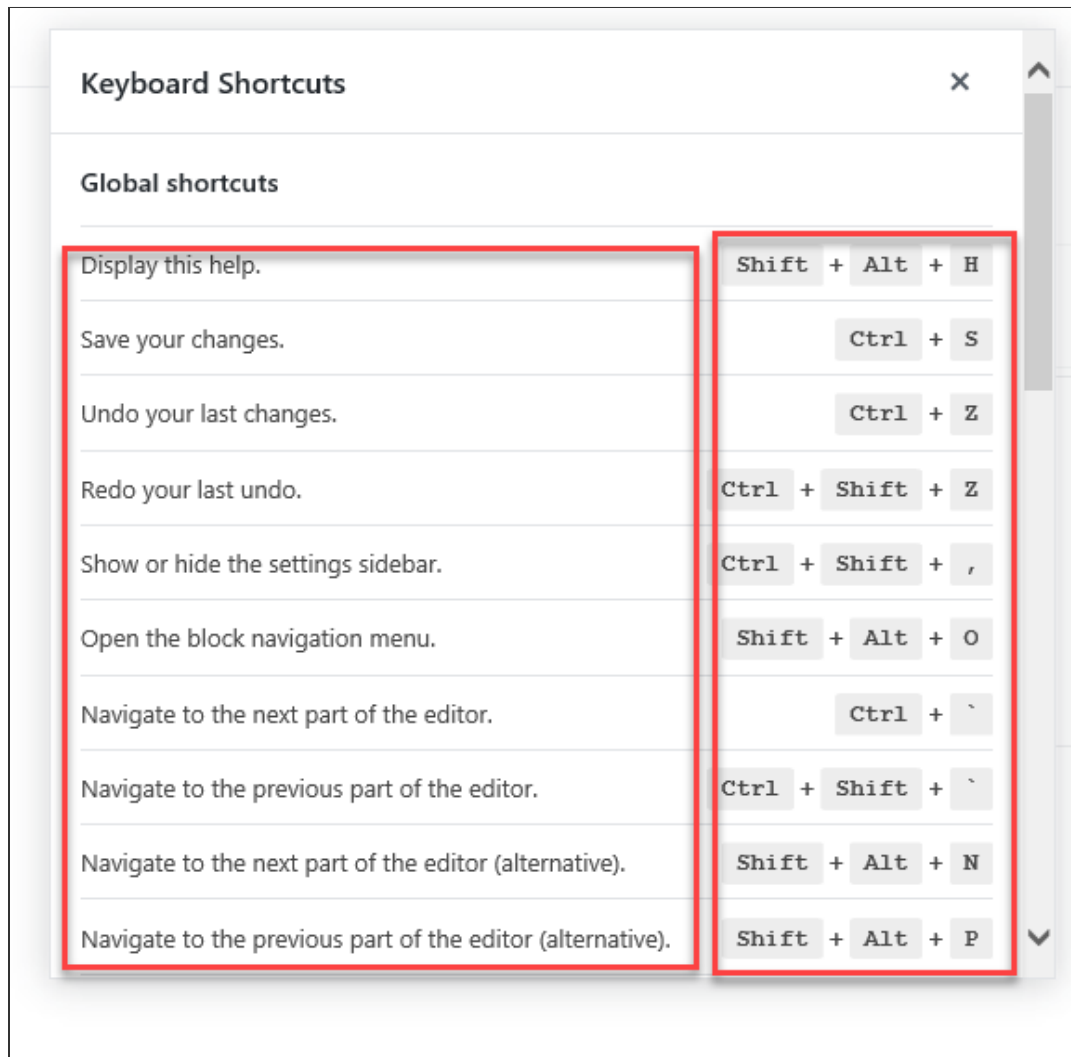 Keyboard Shortcuts ×
Global shortcuts
Display this help. Shift + Alt + H
Save your changes. Ctrl + S
Undo your last changes. Ctrl + Z
Redo your last undo. Ctrl + Shift + Z
Show or hide the settings sidebar. Ctrl + Shift + ,
Open the block navigation menu. Shift + Alt + O
Navigate to the next part of the editor. Ctrl + `
Navigate to the previous part of the editor. Ctrl + Shift + `
Navigate to the next part of the editor (alternative). Shift + Alt + N
Navigate to the previous part of the editor (alternative). Shift + Alt + P